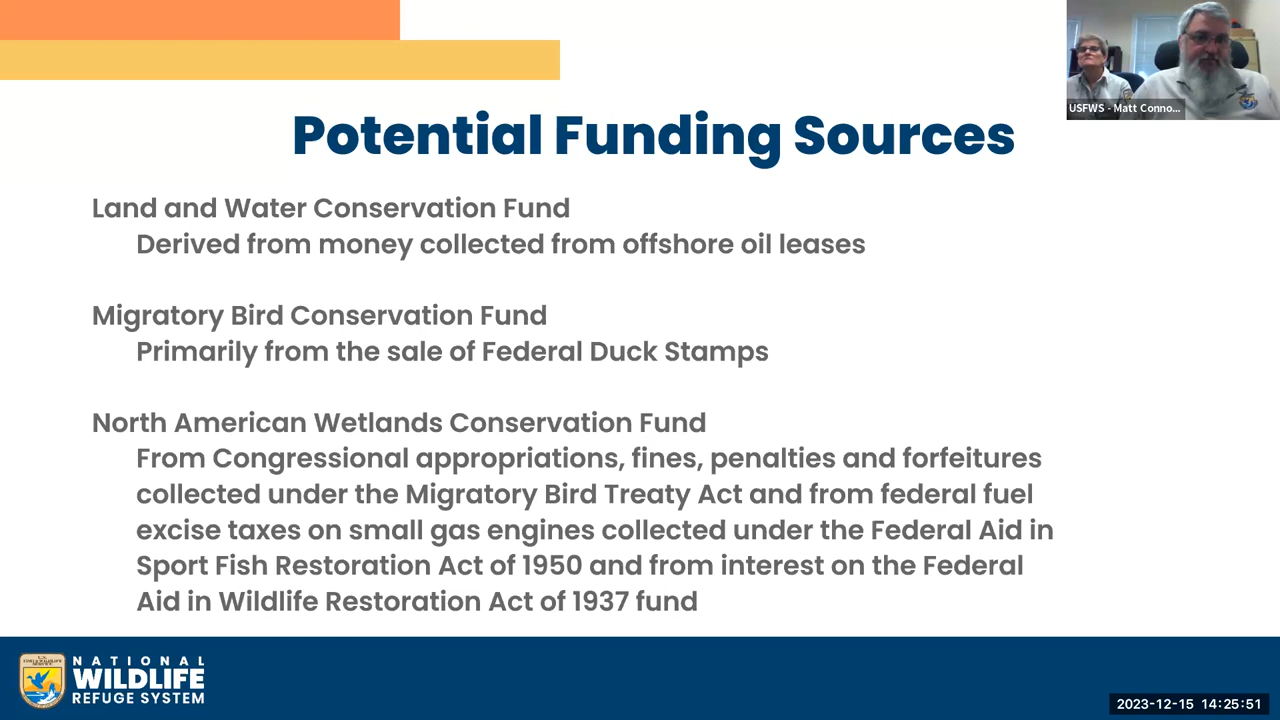 USFWS - Matt Conno...
Potential Funding Sources
Land and Water Conservation Fund
Derived from money collected from offshore oil leases
Migratory Bird Conservation Fund
Primarily from the sale of Federal Duck Stamps
North American Wetlands Conservation Fund
From Congressional appropriations, fines, penalties and forfeitures
collected under the Migratory Bird Treaty Act and from federal fuel
excise taxes on small gas engines collected under the Federal Aid in
Sport Fish Restoration Act of 1950 and from interest on the Federal
Aid in Wildlife Restoration Act of 1937 fund
U.S.
FISH & WILDLIFE
SERVICE
NATIONAL
WILDLIFE
REFUGE SYSTEM
2023-12-15 14:25:51